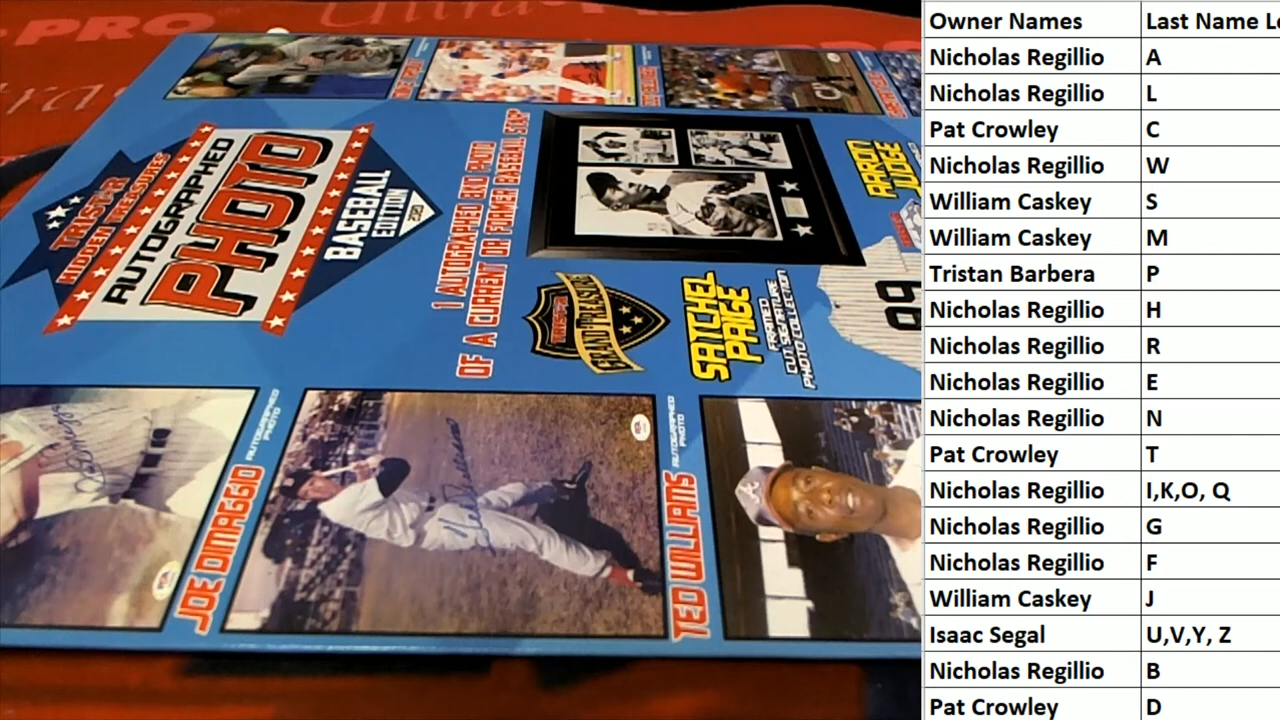 PRO
TRISTAR
HIDDEN TREASURES
AUTOGRAPHED
PHOTO
BASEBALL
EDITION
1 AUTOGRAPHED 8X10 PHOTO
OF A CURRENT OR FORMER BASEBALL STAR
TRISTAR
GRAND TREASURE
SATCHEL
PAIGE
FRAMED
CUT SIGNATURE
PHOTO COLLECTION
AARON
JUDGE
99
JOE DIMAGGIO
AUTOGRAPHED
PHOTO
TED WILLIAMS
AUTOGRAPHED
PHOTO
Owner Names Last Name Le
Nicholas Regillio A
Nicholas Regillio L
Pat Crowley C
Nicholas Regillio W
William Caskey S
William Caskey M
Tristan Barbera P
Nicholas Regillio H
Nicholas Regillio R
Nicholas Regillio E
Nicholas Regillio N
Pat Crowley T
Nicholas Regillio I,K,O, Q
Nicholas Regillio G
Nicholas Regillio F
William Caskey J
Isaac Segal U,V,Y, Z
Nicholas Regillio B
Pat Crowley D